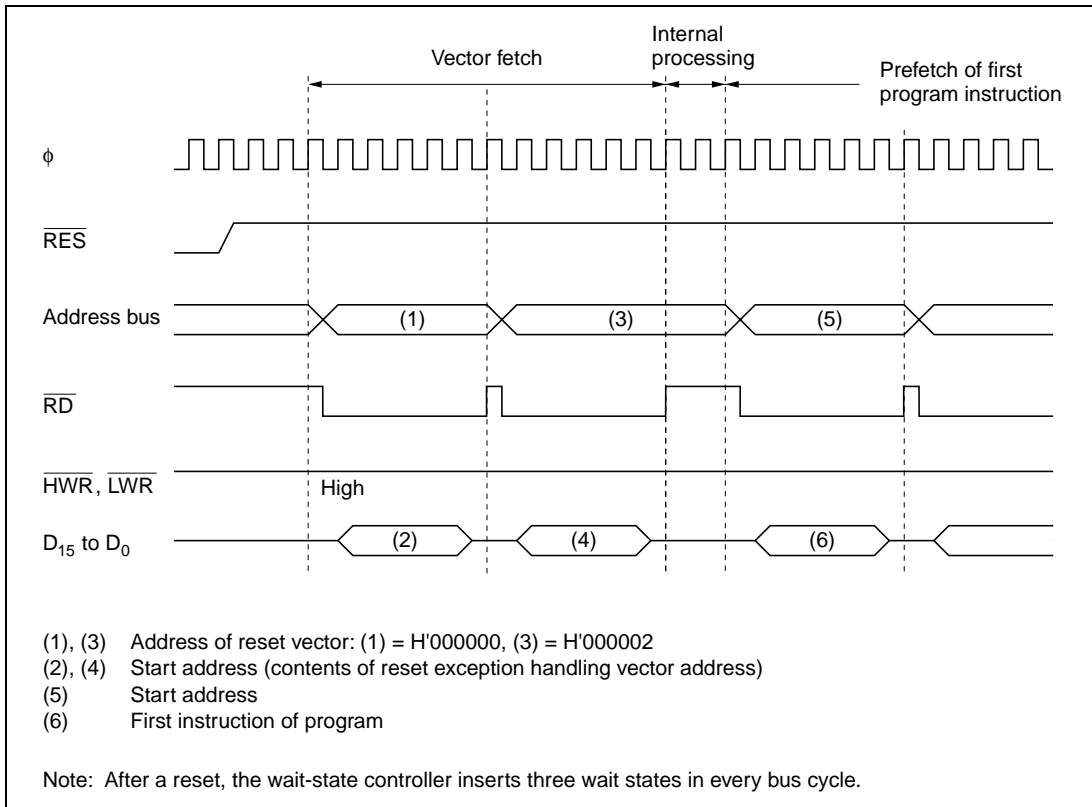 Internal
processing
Vector fetch
Prefetch of first
program instruction
φ
RES
Address bus
(1)
(3)
(5)
RD
HWR, LWR
High
D15 to D0
(2)
(4)
(6)
(1), (3) Address of reset vector: (1) = H'000000, (3) = H'000002
(2), (4) Start address (contents of reset exception handling vector address)
(5) Start address
(6) First instruction of program
Note: After a reset, the wait-state controller inserts three wait states in every bus cycle.